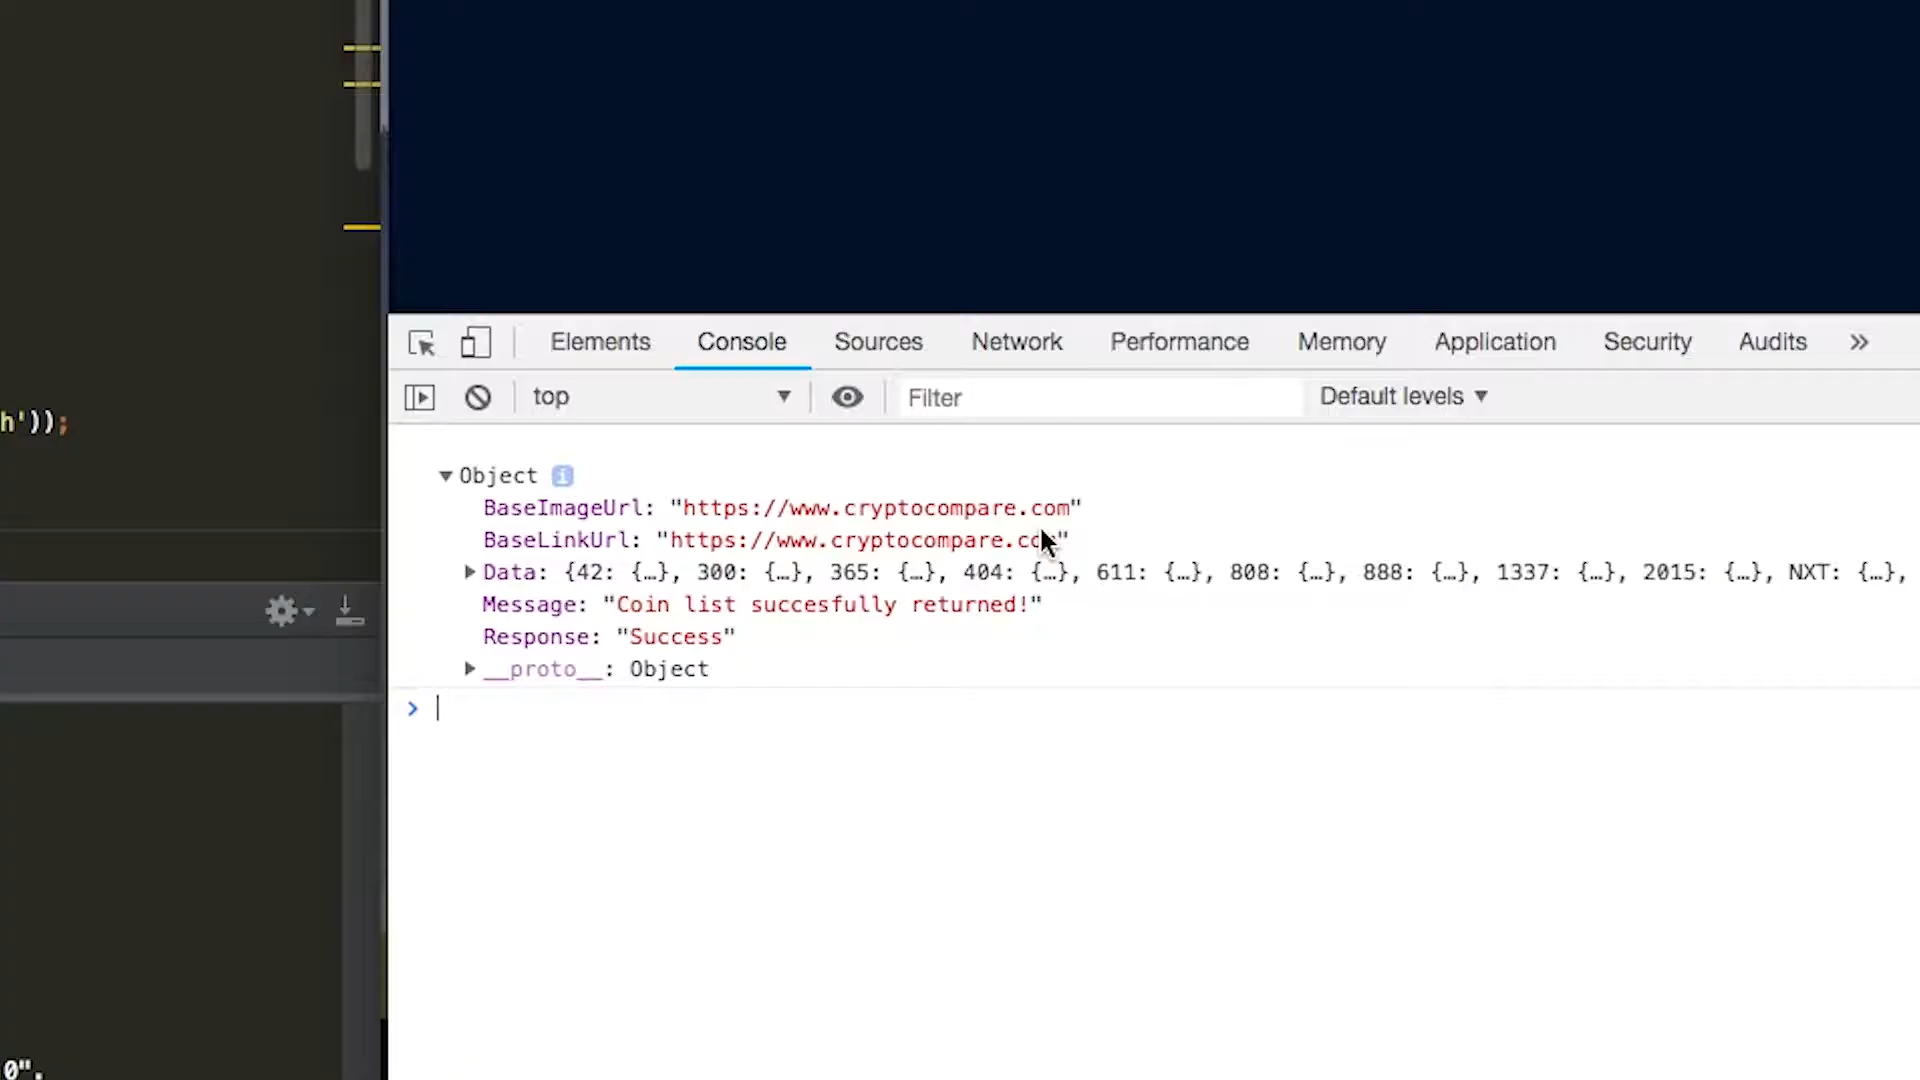 Elements Console Sources Network Performance Memory Application Security Audits »
top Filter Default levels
h'));
Object i
BaseImageUrl: "https://www.cryptocompare.com"
BaseLinkUrl: "https://www.cryptocompare.com"
Data: {42: {…}, 300: {…}, 365: {…}, 404: {…}, 611: {…}, 808: {…}, 888: {…}, 1337: {…}, 2015: {…}, NXT: {…},
Message: "Coin list succesfully returned!"
Response: "Success"
__proto__: Object
>
0",